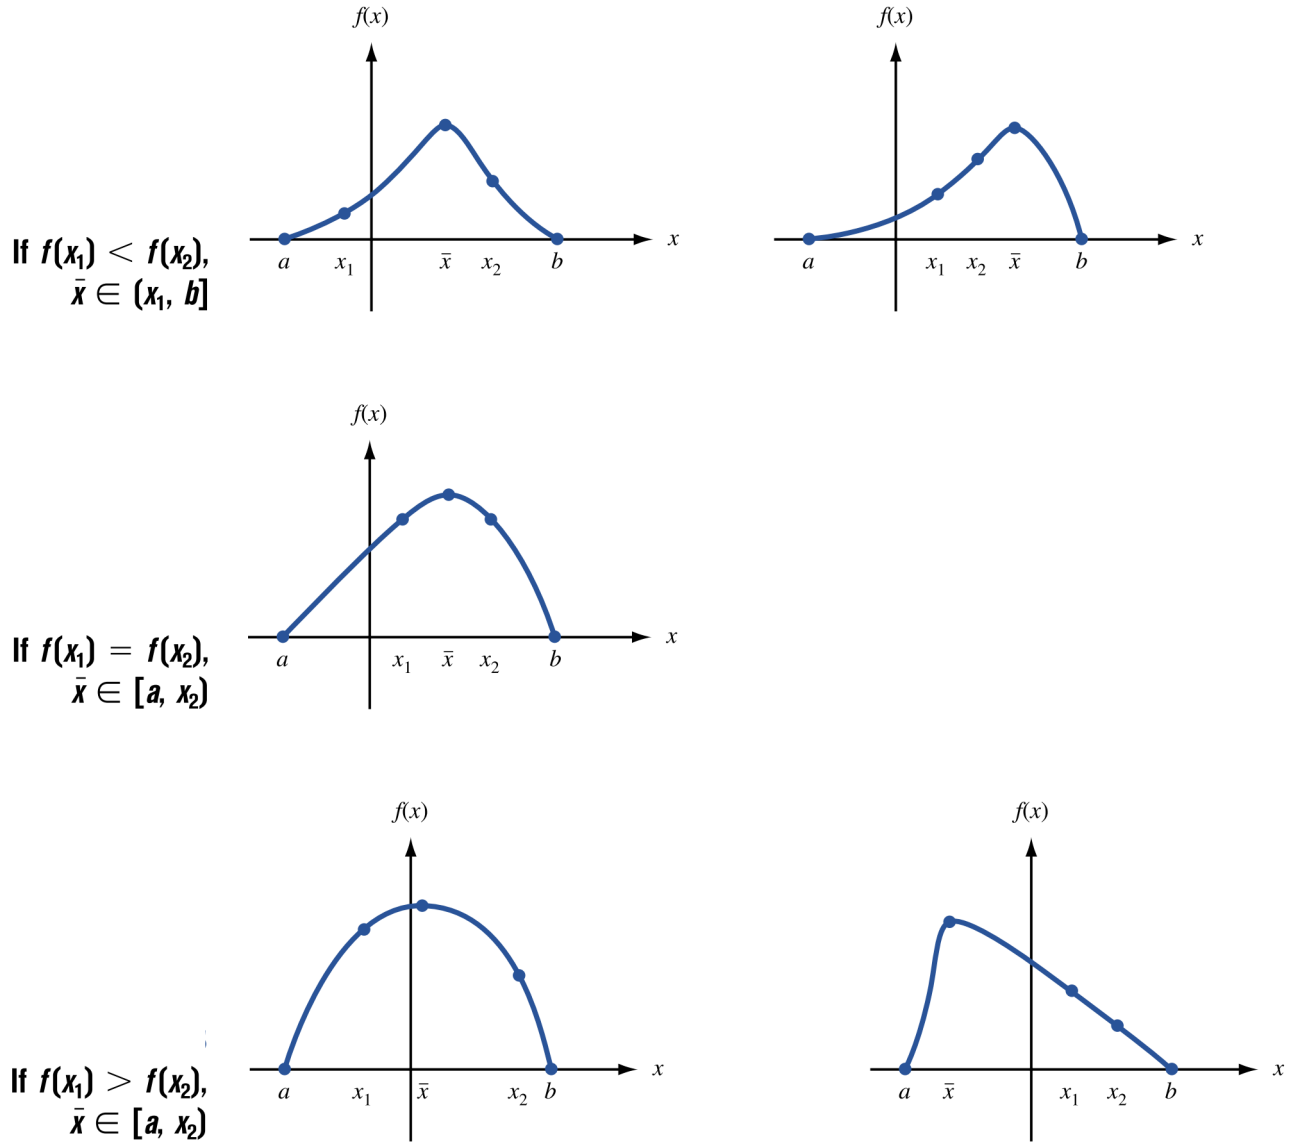 f(x)
f(x)
If f(x₁) < f(x₂),
x̄ ∈ (x₁, b]
x
a
x₁
x̄
x₂
b
x
a
x₁
x₂
x̄
b
f(x)
If f(x₁) = f(x₂),
x̄ ∈ [a, x₂)
x
a
x₁
x̄
x₂
b
f(x)
f(x)
If f(x₁) > f(x₂),
x̄ ∈ [a, x₂)
x
a
x₁
x̄
x₂
b
x
a
x̄
x₁
x₂
b